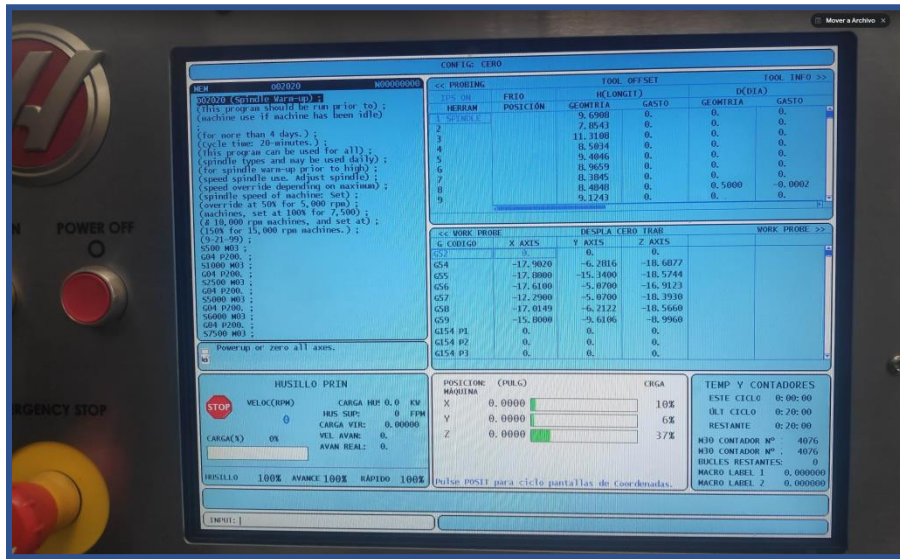 Mover a Archivo
CONFIG: CERO
MEM O02020 N00000000
O02020 (Spindle Warm-up) ;
(This program should be run prior to) ;
(machine use if machine has been idle)
;
(for more than 4 days.) ;
(Cycle time: 20-minutes.) ;
(This program can be used for all) ;
(spindle types and may be used daily) ;
(for spindle warm-up prior to high) ;
(speed spindle use. Adjust spindle) ;
(speed override depending on maximum) ;
(spindle speed of machine: Set) ;
(override at 50% for 5,000 rpm) ;
(machines, set at 100% for 7,500) ;
(& 10,000 rpm machines, and set at) ;
(150% for 15,000 rpm machines.) ;
(9-21-99) ;
S500 M03 ;
G04 P200. ;
S1000 M03 ;
G04 P200. ;
S2500 M03 ;
G04 P200. ;
S5000 M03 ;
G04 P200. ;
S6000 M03 ;
G04 P200. ;
S7500 M03 ;
Powerup or zero all axes.
<< PROBING TOOL OFFSET TOOL INFO >>
IPS ON FRIO H(LONGIT) D(DIA)
HERRAM POSICIÓN GEOMTRIA GASTO GEOMTRIA GASTO
1 SPINDLE 9.6908 0. 0. 0.
2 7.8543 0. 0. 0.
3 11.3108 0. 0. 0.
4 8.5034 0. 0. 0.
5 9.4046 0. 0. 0.
6 8.9659 0. 0. 0.
7 8.3845 0. 0. 0.
8 8.4848 0. 0.5000 -0.0002
9 9.1243 0. 0. 0.
<< WORK PROBE DESPLA CERO TRAB WORK PROBE >>
G CODIGO X AXIS Y AXIS Z AXIS
G52 0. 0. 0.
G54 -17.9020 -6.2816 -18.6877
G55 -17.8000 -15.3400 -18.5744
G56 -17.6100 -5.0700 -16.9123
G57 -12.2900 -5.0700 -18.3930
G58 -17.0149 -6.2122 -18.5660
G59 -15.8000 -9.6106 -8.9960
G154 P1 0. 0. 0.
G154 P2 0. 0. 0.
G154 P3 0. 0. 0.
HUSILLO PRIN
STOP
VELOC(RPM) CARGA HUS 0.0 KW
0 HUS SUP: 0 FPM
CARGA VIR: 0.00000
CARGA(%) 0% VEL AVAN: 0.
AVAN REAL: 0.
HUSILLO 100% AVANCE 100% RÁPIDO 100%
POSICION: (PULG) CRGA
MÁQUINA
X 0.0000 10%
Y 0.0000 6%
Z 0.0000 37%
Pulse POSIT para ciclo pantallas de Coordenadas.
TEMP Y CONTADORES
ESTE CICLO 0:00:00
ÚLT CICLO 0:20:00
RESTANTE 0:20:00
M30 CONTADOR Nº : 4076
M30 CONTADOR Nº : 4076
BUCLES RESTANTES: 0
MACRO LABEL 1 0.000000
MACRO LABEL 2 0.000000
INPUT:
POWER OFF
RGENCY STOP